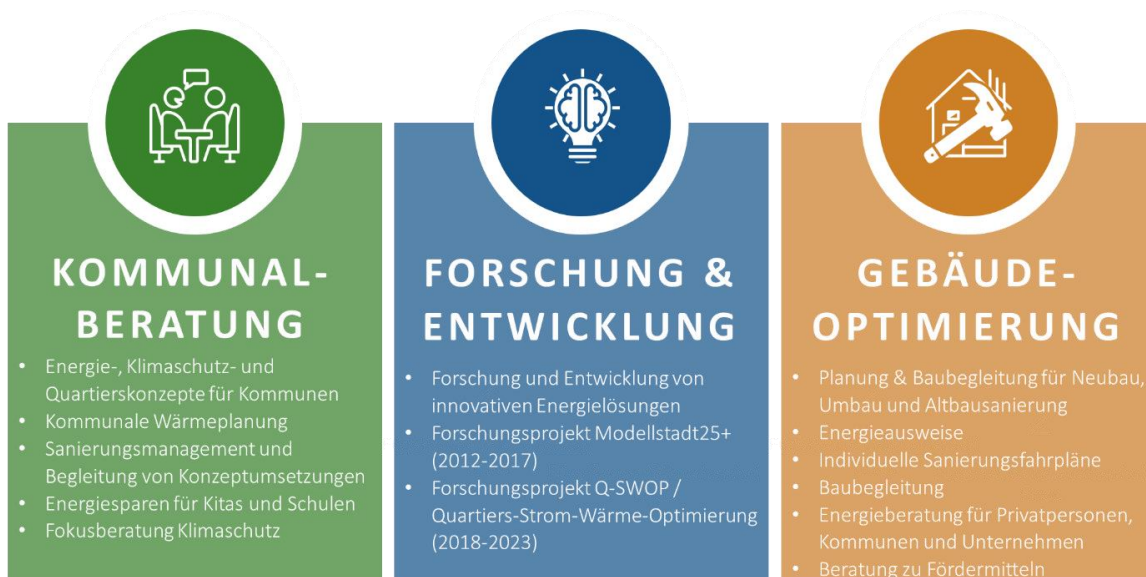 KOMMUNAL-
BERATUNG
• Energie-, Klimaschutz- und
Quartierskonzepte für Kommunen
• Kommunale Wärmeplanung
• Sanierungsmanagement und
Begleitung von Konzeptumsetzungen
• Energiesparen für Kitas und Schulen
• Fokusberatung Klimaschutz
FORSCHUNG &
ENTWICKLUNG
• Forschung und Entwicklung von
innovativen Energielösungen
• Forschungsprojekt Modellstadt25+
(2012-2017)
• Forschungsprojekt Q-SWOP /
Quartiers-Strom-Wärme-Optimierung
(2018-2023)
GEBÄUDE-
OPTIMIERUNG
• Planung & Baubegleitung für Neubau,
Umbau und Altbausanierung
• Energieausweise
• Individuelle Sanierungsfahrpläne
• Baubegleitung
• Energieberatung für Privatpersonen,
Kommunen und Unternehmen
• Beratung zu Fördermitteln